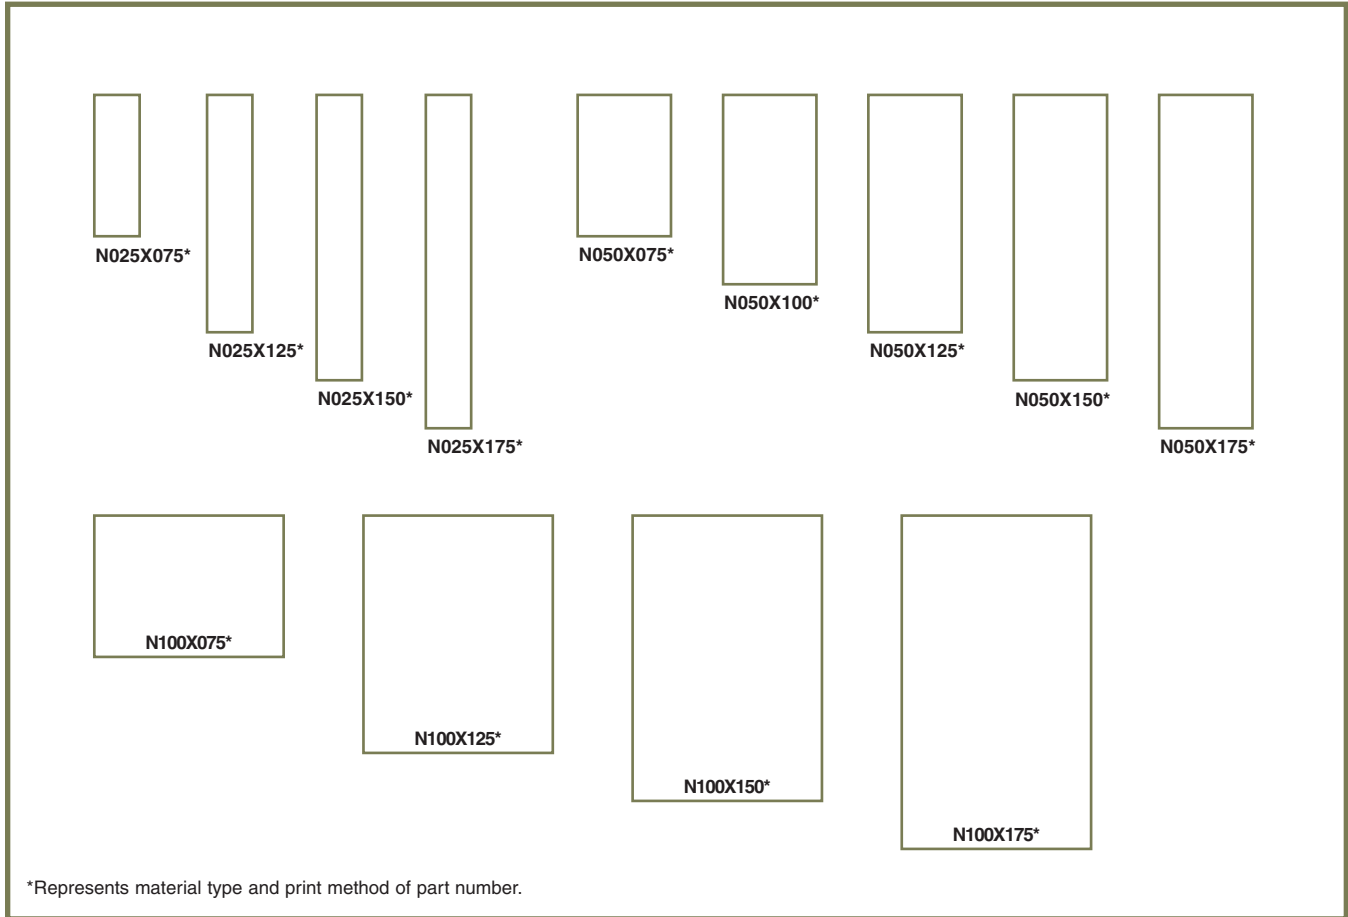 N025X075*
N025X125*
N025X150*
N025X175*
N050X075*
N050X100*
N050X125*
N050X150*
N050X175*
N100X075*
N100X125*
N100X150*
N100X175*
*Represents material type and print method of part number.